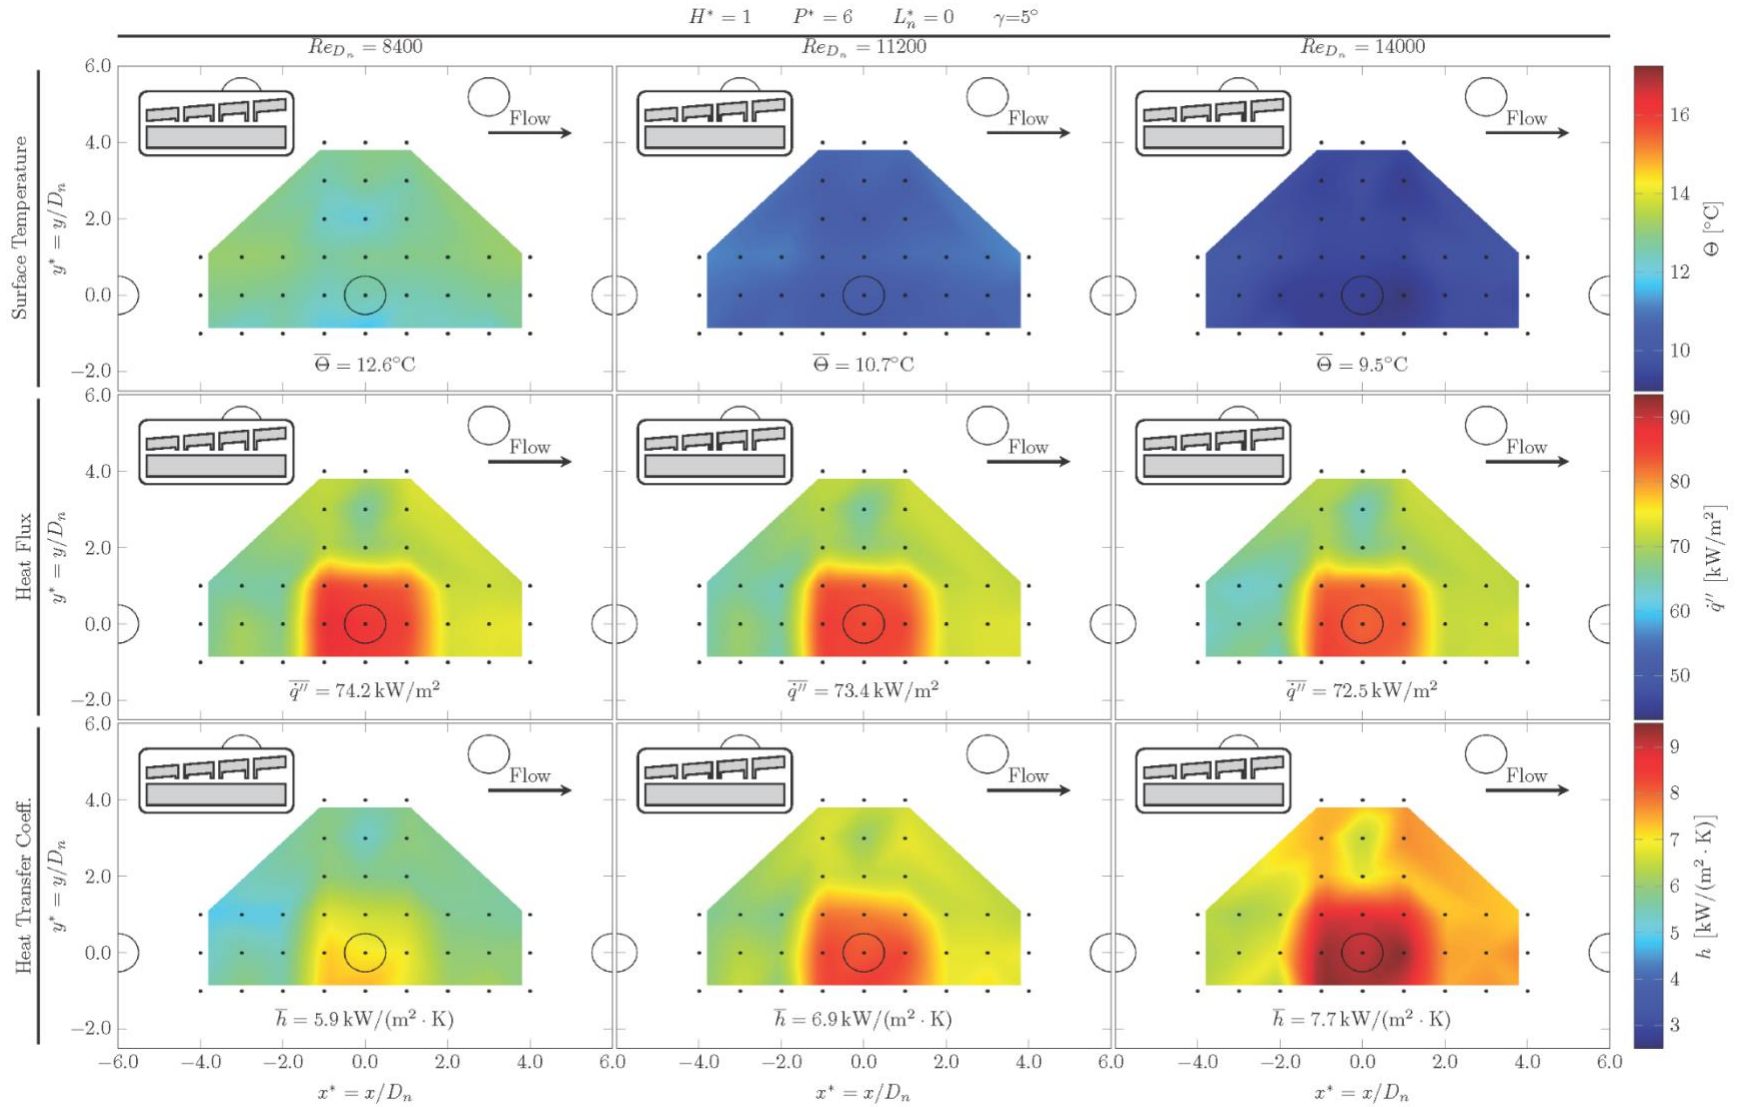 H* = 1 P* = 6 L*ₙ = 0 γ=5°
Re_{Dₙ} = 8400 Re_{Dₙ} = 11200 Re_{Dₙ} = 14000
Surface Temperature
y* = y/Dₙ
6.0
4.0
2.0
0.0
−2.0
Flow
Θ̅ = 12.6°C
Flow
Θ̅ = 10.7°C
Flow
Θ̅ = 9.5°C
16
14
12
10
Θ [°C]
Heat Flux
y* = y/Dₙ
6.0
4.0
2.0
0.0
−2.0
Flow
q̇″ = 74.2 kW/m²
Flow
q̇″ = 73.4 kW/m²
Flow
q̇″ = 72.5 kW/m²
90
80
70
60
50
q̇″ [kW/m²]
Heat Transfer Coeff.
y* = y/Dₙ
6.0
4.0
2.0
0.0
−2.0
Flow
h̅ = 5.9 kW/(m² · K)
Flow
h̅ = 6.9 kW/(m² · K)
Flow
h̅ = 7.7 kW/(m² · K)
9
8
7
6
5
4
3
h [kW/(m² · K)]
-6.0 −4.0 −2.0 0.0 2.0 4.0 6.0 −4.0 −2.0 0.0 2.0 4.0 6.0 −4.0 −2.0 0.0 2.0 4.0 6.0
x* = x/Dₙ x* = x/Dₙ x* = x/Dₙ